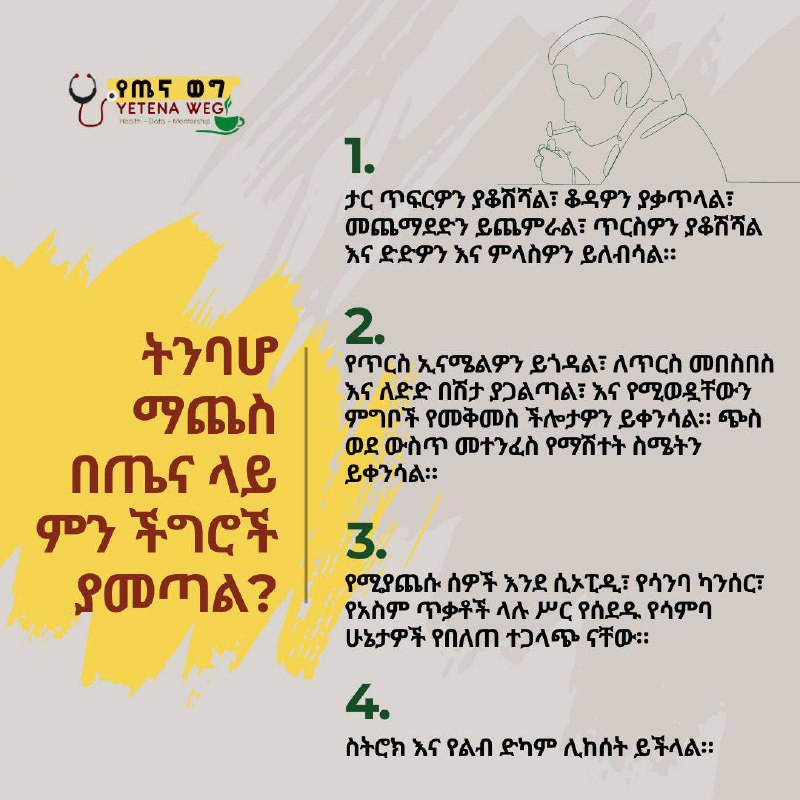 የጤና ወግ
YETENA WEG
Health - Data - Mentorship
ትንባሆ
ማጨስ
በጤና ላይ
ምን ችግሮች
ያመጣል?
1.
ታር ጥፍርዎን ያቆሽሻል፣ ቆዳዎን ያቃጥላል፣
መጨማደድን ይጨምራል፣ ጥርስዎን ያቆሽሻል
እና ድድዎን እና ምላስዎን ይለብሳል።
2.
የጥርስ ኢናሜልዎን ይጎዳል፣ ለጥርስ መበስበስ
እና ለድድ በሽታ ያጋልጣል፣ እና የሚወዷቸውን
ምግቦች የመቅመስ ችሎታዎን ይቀንሳል። ጭስ
ወደ ውስጥ መተንፈስ የማሽተት ስሜትን
ይቀንሳል።
3.
የሚያጨሱ ሰዎች እንደ ሲኦፒዲ፣ የሳንባ ካንሰር፣
የአስም ጥቃቶች ላሉ ሥር የሰደዱ የሳምባ
ሁኔታዎች የበለጠ ተጋላጭ ናቸው።
4.
ስትሮክ እና የልብ ድካም ሊከሰት ይችላል።